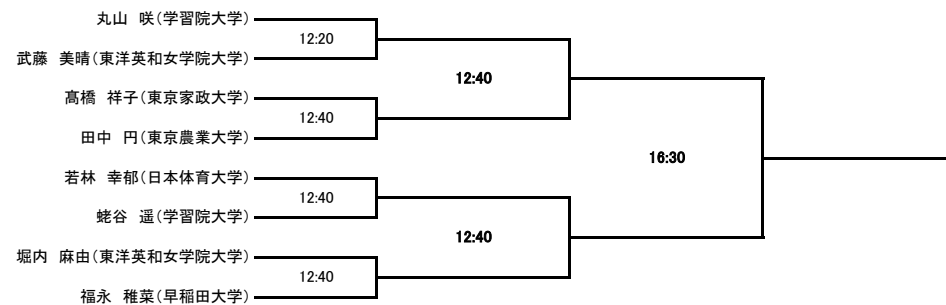 丸山　咲(学習院大学)
12:20
武藤　美晴(東洋英和女学院大学)
12:40
髙橋　祥子(東京家政大学)
12:40
田中　円(東京農業大学)
16:30
若林　幸郁(日本体育大学)
12:40
蛯谷　遥(学習院大学)
12:40
堀内　麻由(東洋英和女学院大学)
12:40
福永　稚菜(早稲田大学)